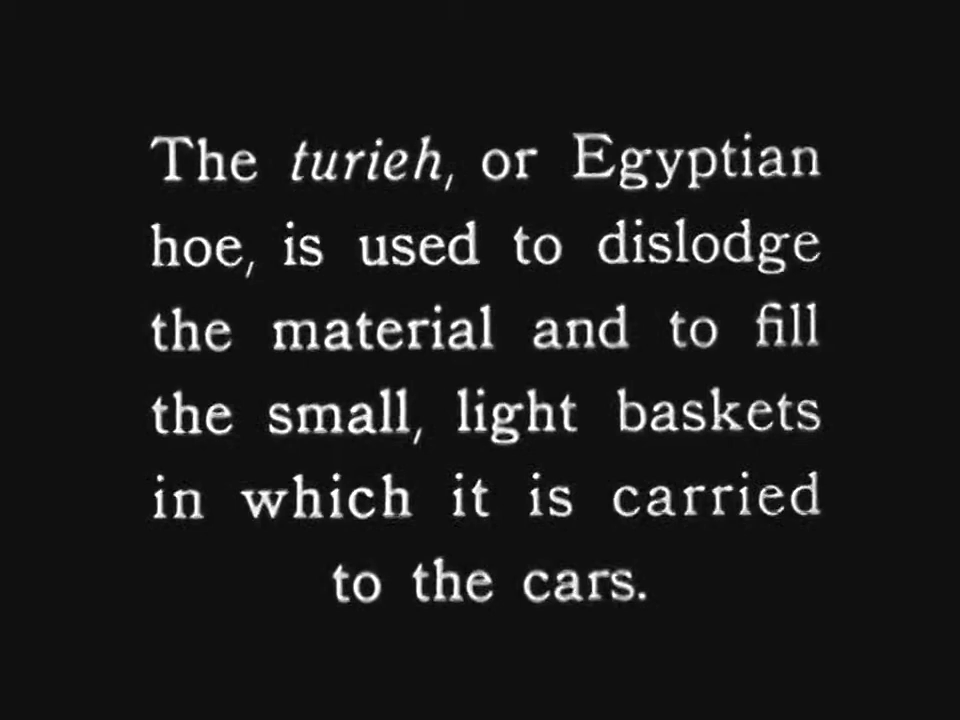 The turieh, or Egyptian
hoe, is used to dislodge
the material and to fill
the small, light baskets
in which it is carried
to the cars.